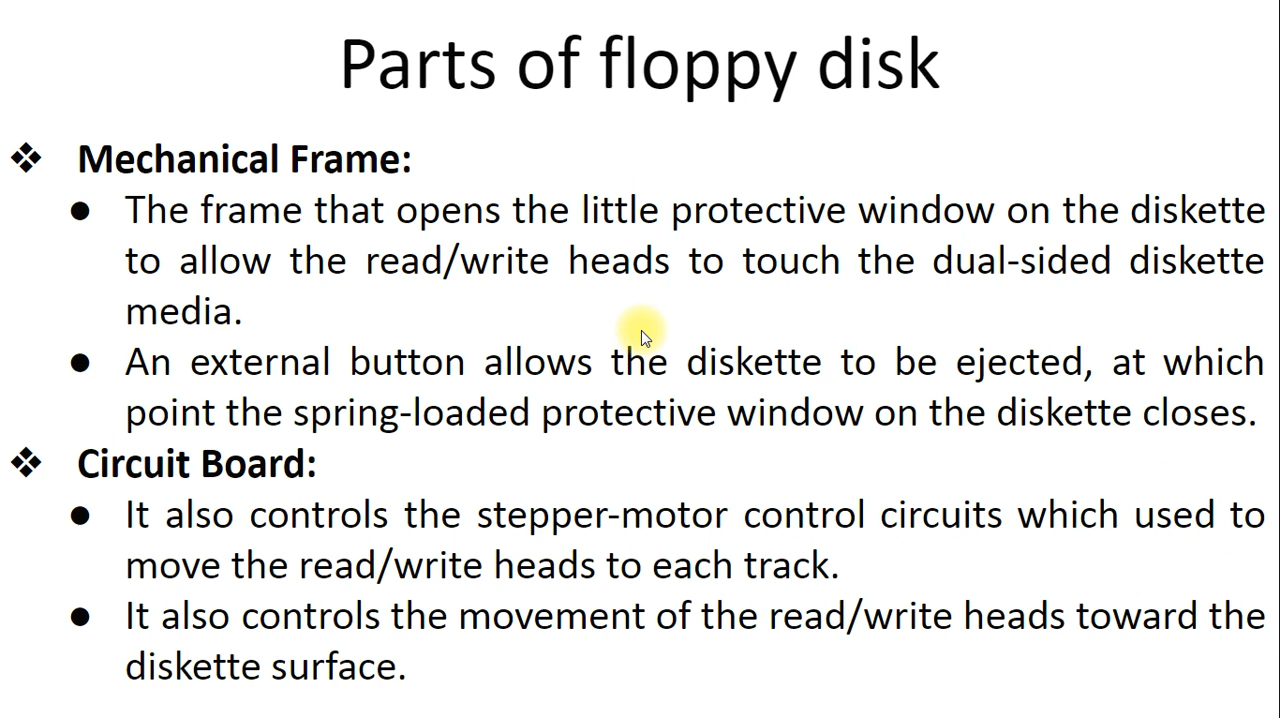 Parts of floppy disk
❖ Mechanical Frame:
● The frame that opens the little protective window on the diskette
to allow the read/write heads to touch the dual-sided diskette
media.
● An external button allows the diskette to be ejected, at which
point the spring-loaded protective window on the diskette closes.
❖ Circuit Board:
● It also controls the stepper-motor control circuits which used to
move the read/write heads to each track.
● It also controls the movement of the read/write heads toward the
diskette surface.